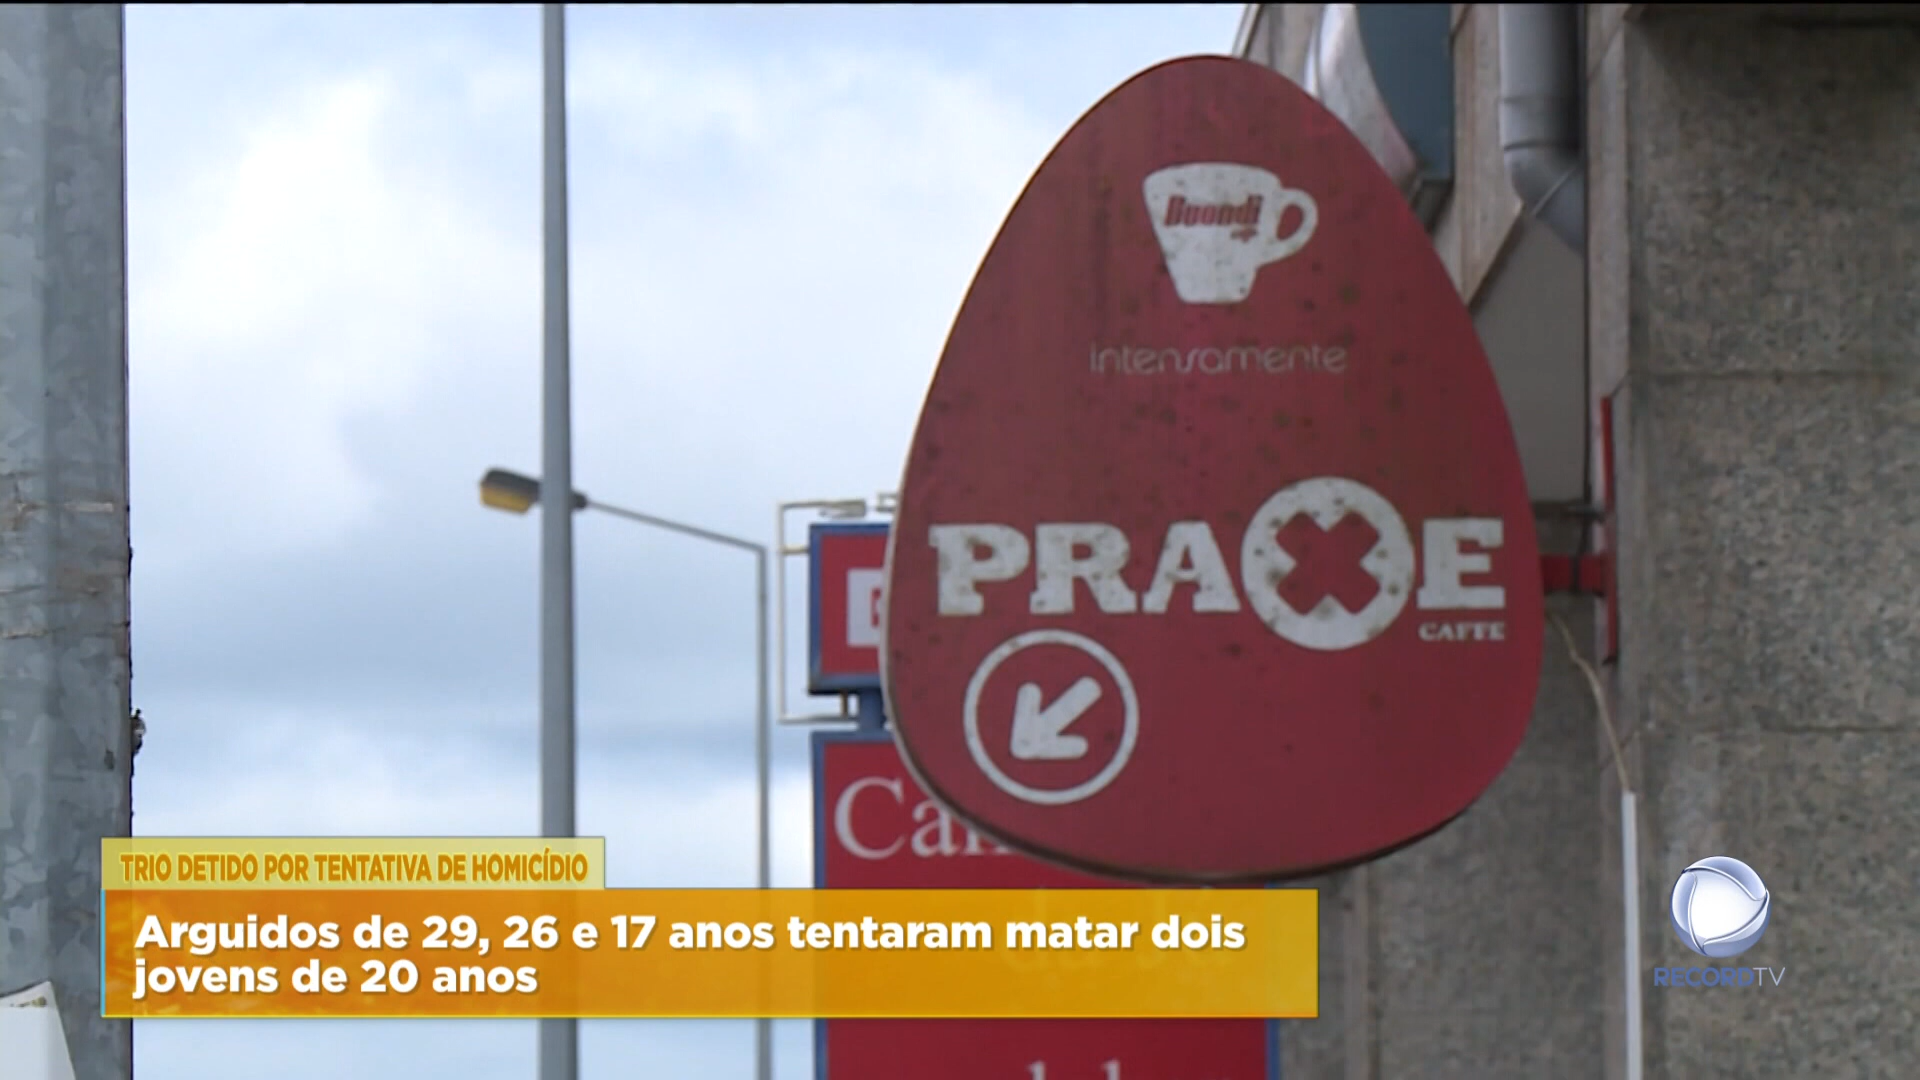 Buondi
intensamente
PRAXE
CAFFE
TRIO DETIDO POR TENTATIVA DE HOMICÍDIO
Arguidos de 29, 26 e 17 anos tentaram matar dois
jovens de 20 anos
RECORDTV